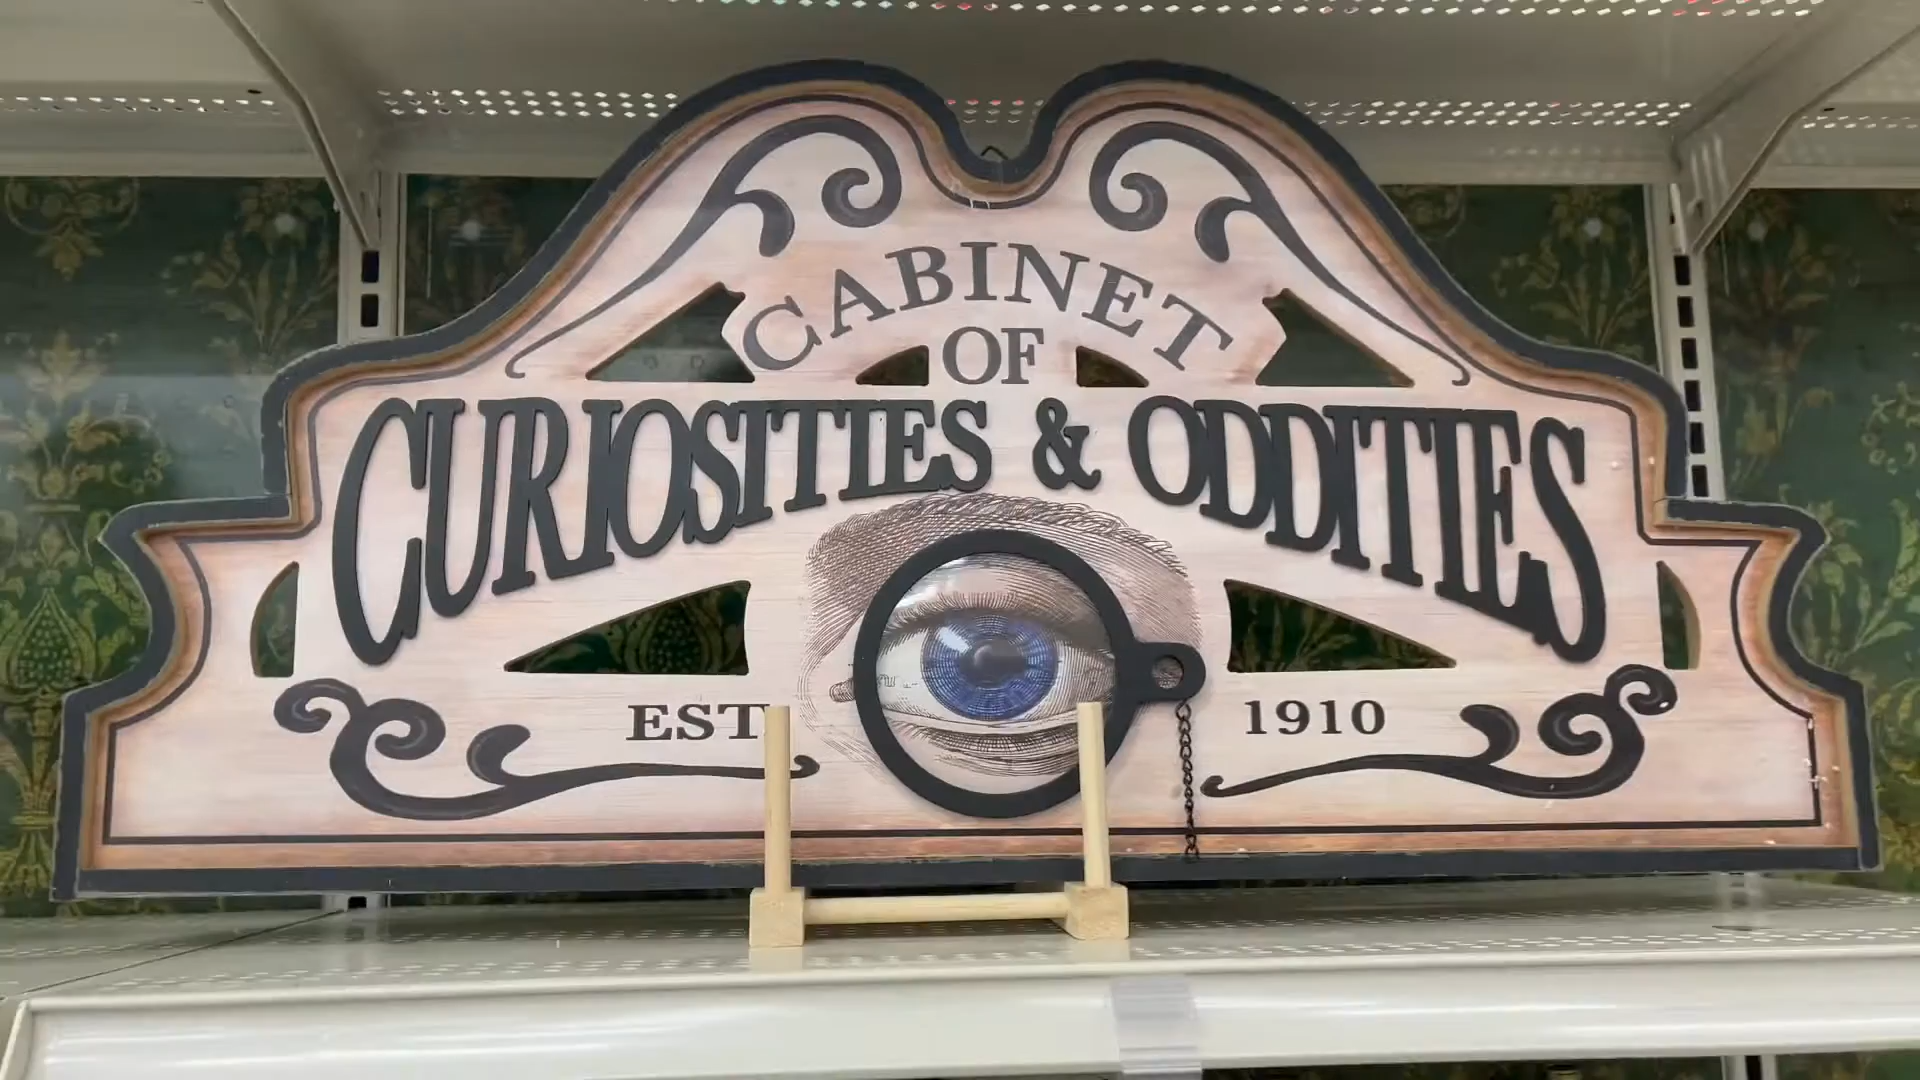 CABINET
OF
CURIOSITIES & ODDITIES
EST 1910